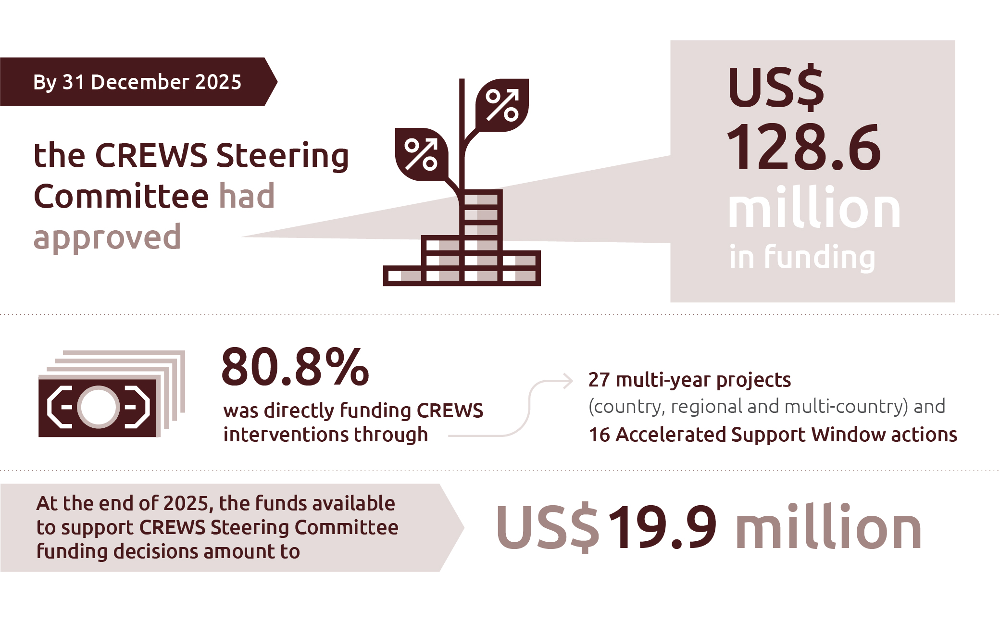 By 31 December 2025
the CREWS Steering
Committee had
approved
US$
128.6
million
in funding
80.8%
was directly funding CREWS
interventions through
27 multi-year projects
(country, regional and multi-country) and
16 Accelerated Support Window actions
At the end of 2025, the funds available
to support CREWS Steering Committee
funding decisions amount to
US$19.9 million